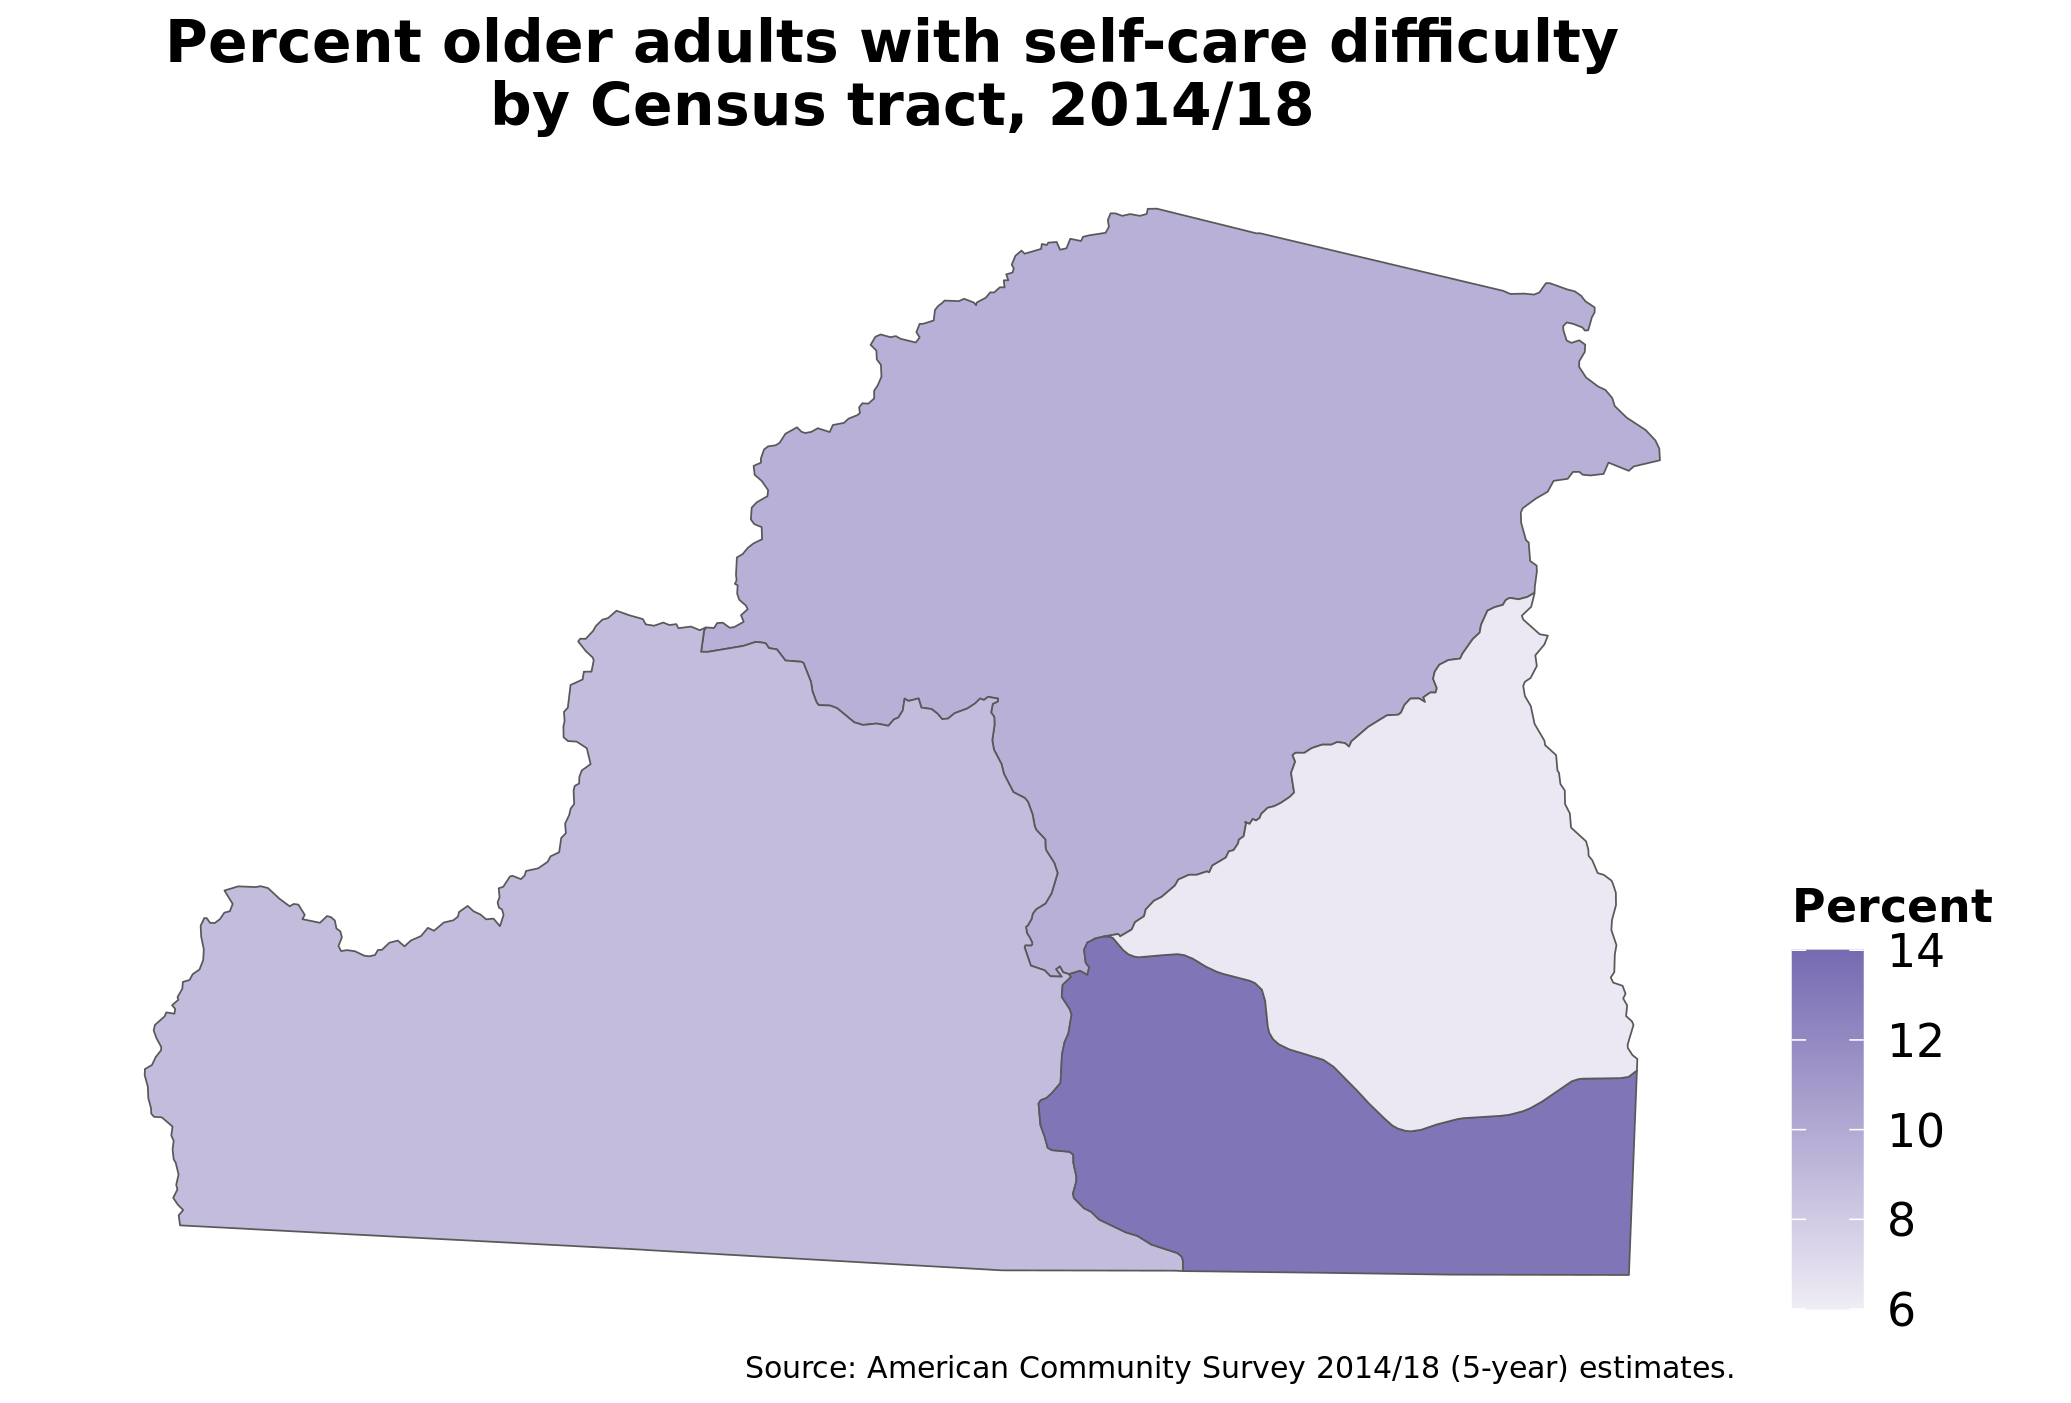 Percent older adults with self-care difficulty
by Census tract, 2014/18
Percent
14
12
10
8
6
Source: American Community Survey 2014/18 (5-year) estimates.